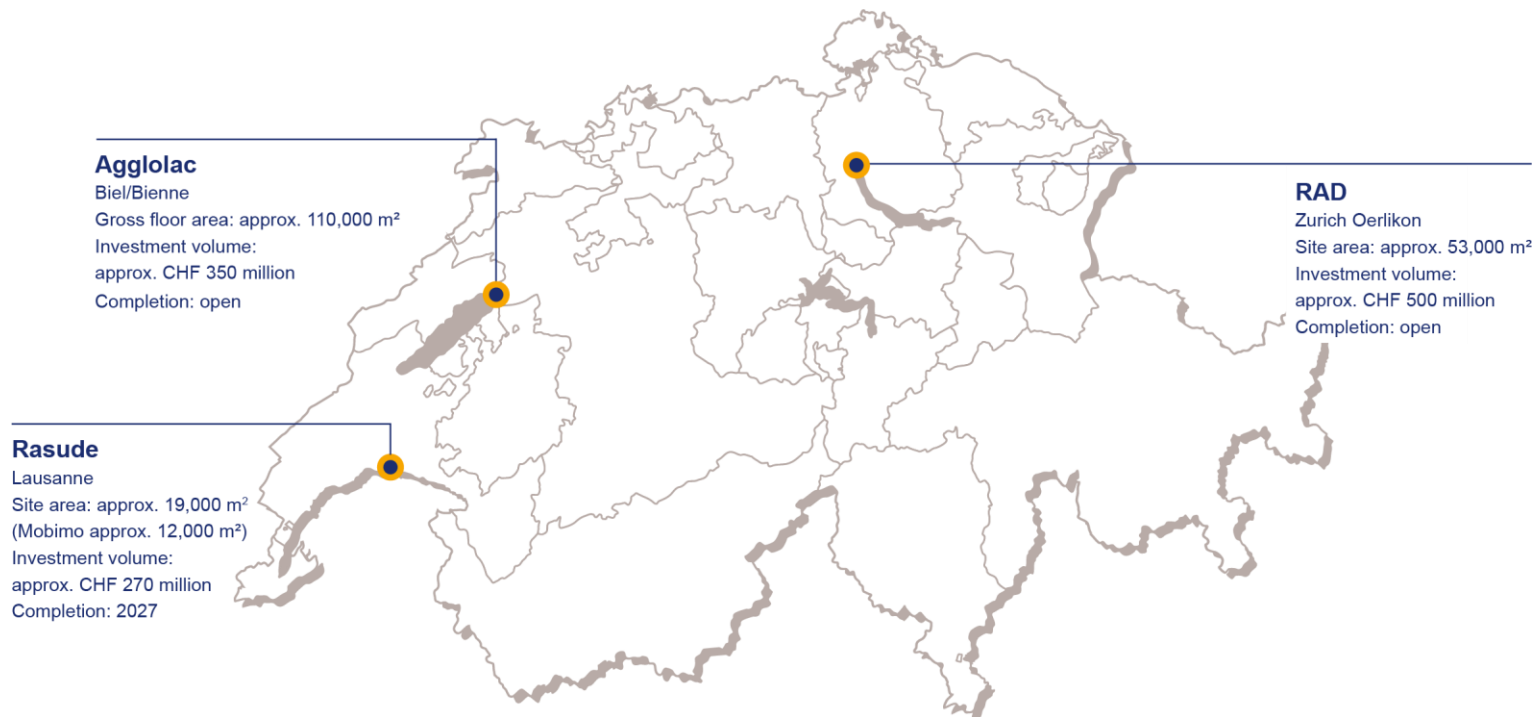 Agglolac
Biel/Bienne
Gross floor area: approx. 110,000 m²
Investment volume:
approx. CHF 350 million
Completion: open
RAD
Zurich Oerlikon
Site area: approx. 53,000 m²
Investment volume:
approx. CHF 500 million
Completion: open
Rasude
Lausanne
Site area: approx. 19,000 m²
(Mobimo approx. 12,000 m²)
Investment volume:
approx. CHF 270 million
Completion: 2027